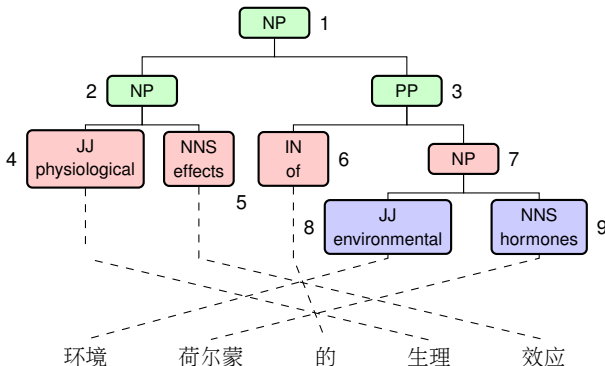 NP 1
2 NP
PP 3
4 JJ physiological
NNS effects 5
IN of 6
NP 7
8 JJ environmental
NNS hormones 9
环境 荷尔蒙 的 生理 效应